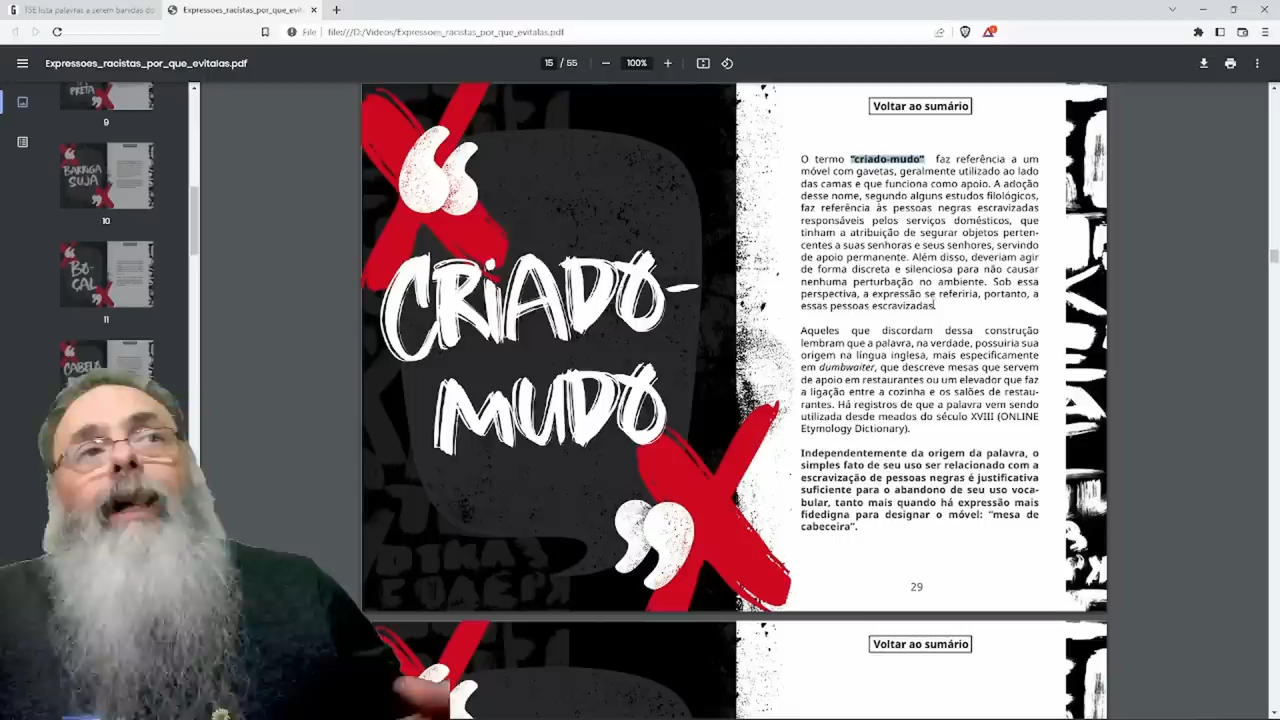 TSE lista palavras a serem banidas do
Expressoes_racistas_por_que_evit
File file:///D:/Videos/Expressoes_racistas_por_que_evitalas.pdf
Expressoes_racistas_por_que_evitalas.pdf
15 / 55
100%
PRETA
9
BARRIGA
SUJA
10
BO-
ÇAL
11
CABELO
“
CRIADO-
MUDO
”
Voltar ao sumário
O termo “criado-mudo” faz referência a um
móvel com gavetas, geralmente utilizado ao lado
das camas e que funciona como apoio. A adoção
desse nome, segundo alguns estudos filológicos,
faz referência às pessoas negras escravizadas
responsáveis pelos serviços domésticos, que
tinham a atribuição de segurar objetos perten-
centes a suas senhoras e seus senhores, servindo
de apoio permanente. Além disso, deveriam agir
de forma discreta e silenciosa para não causar
nenhuma perturbação no ambiente. Sob essa
perspectiva, a expressão se referiria, portanto, a
essas pessoas escravizadas.
Aqueles que discordam dessa construção
lembram que a palavra, na verdade, possuiria sua
origem na língua inglesa, mais especificamente
em dumbwaiter, que descreve mesas que servem
de apoio em restaurantes ou um elevador que faz
a ligação entre a cozinha e os salões de restau-
rantes. Há registros de que a palavra vem sendo
utilizada desde meados do século XVIII (ONLINE
Etymology Dictionary).
Independentemente da origem da palavra, o
simples fato de seu uso ser relacionado com a
escravização de pessoas negras é justificativa
suficiente para o abandono de seu uso voca-
bular, tanto mais quando há expressão mais
fidedigna para designar o móvel: “mesa de
cabeceira”.
29
Voltar ao sumário